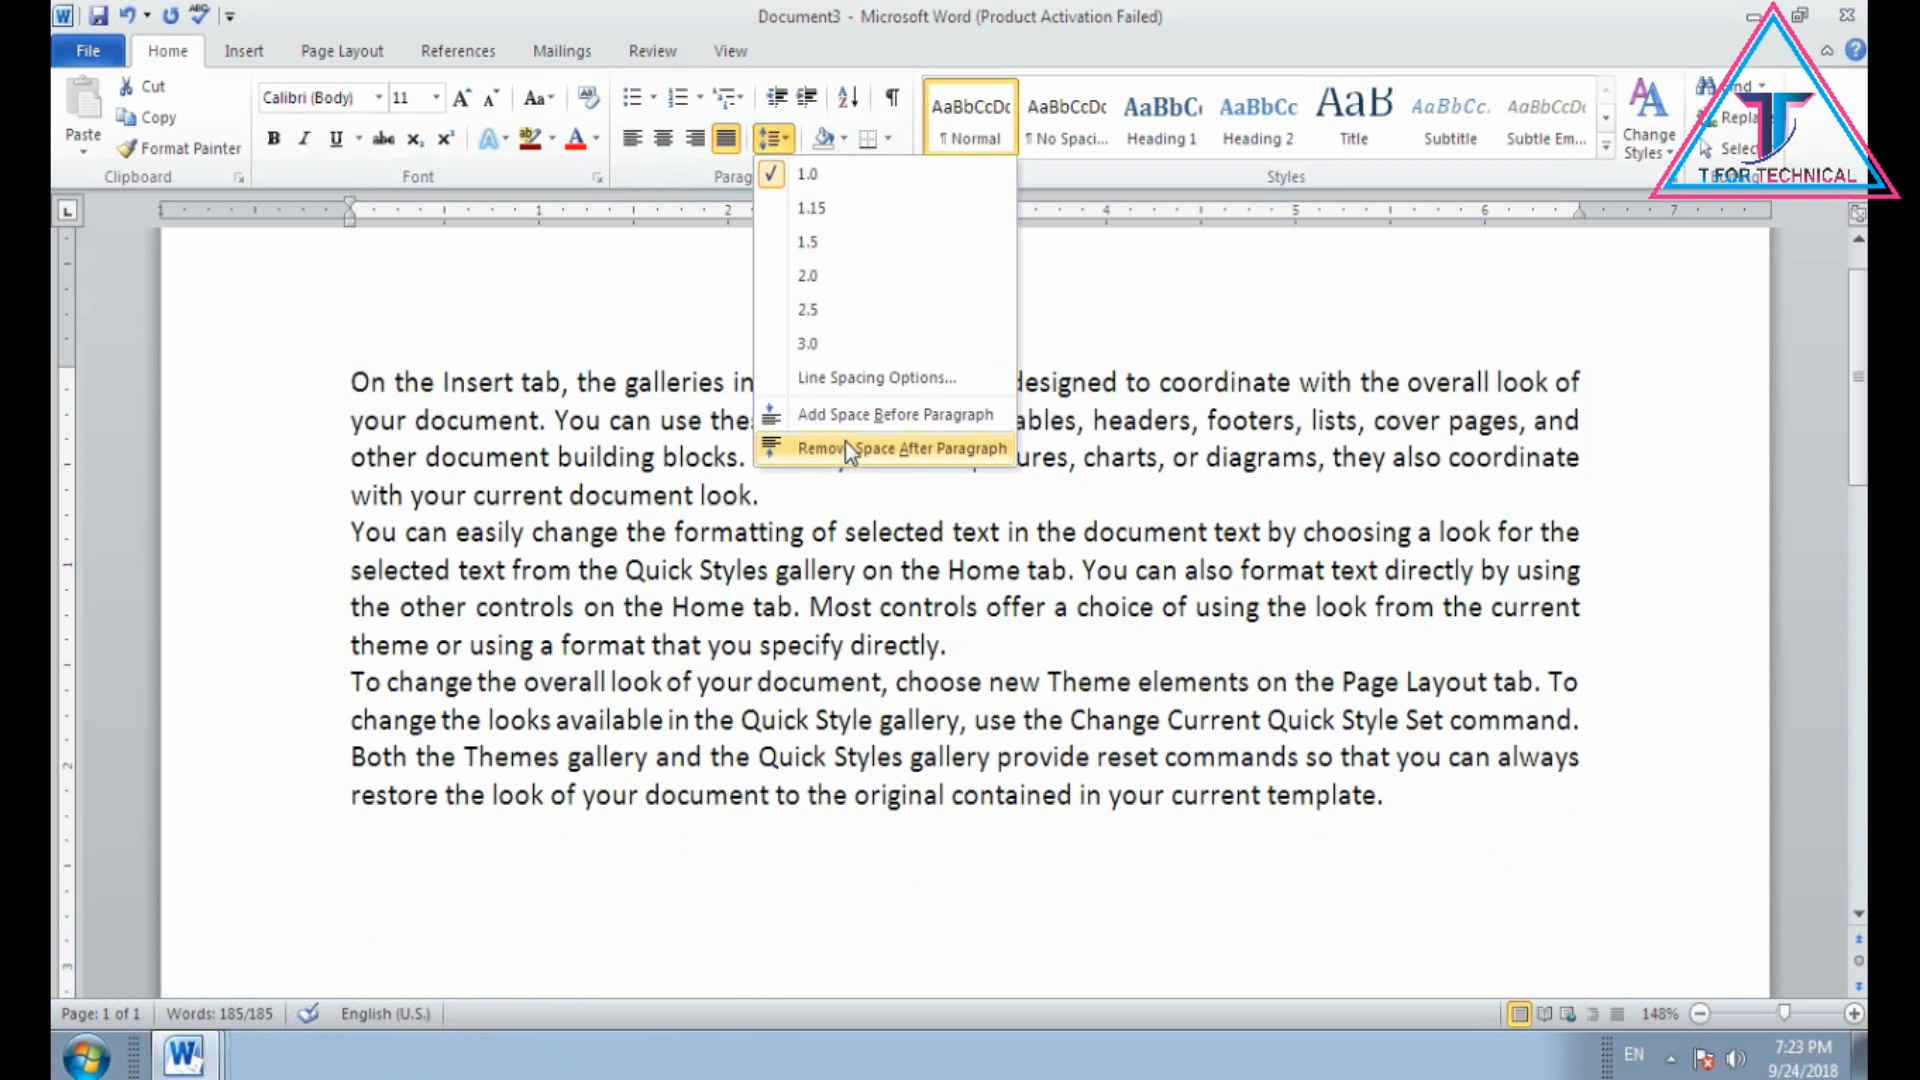 Document3 - Microsoft Word (Product Activation Failed)
File Home Insert Page Layout References Mailings Review View
Paste
Cut
Copy
Format Painter
Clipboard
Calibri (Body) 11
Font
Parag
AaBbCcDc AaBbCcDc AaBbC AaBbCc AaB AaBbCc. AaBbCcDc
¶ Normal ¶ No Spaci... Heading 1 Heading 2 Title Subtitle Subtle Em...
Styles
Change Styles
T FOR TECHNICAL
1.0
1.15
1.5
2.0
2.5
3.0
Line Spacing Options...
Add Space Before Paragraph
Space After Paragraph
1 1 2 4 5 6 7
On the Insert tab, the galleries in designed to coordinate with the overall look of
your document. You can use headers, footers, lists, cover pages, and
other document building blocks. charts, or diagrams, they also coordinate
with your current document look.
You can easily change the formatting of selected text in the document text by choosing a look for the
selected text from the Quick Styles gallery on the Home tab. You can also format text directly by using
the other controls on the Home tab. Most controls offer a choice of using the look from the current
theme or using a format that you specify directly.
To change the overall look of your document, choose new Theme elements on the Page Layout tab. To
change the looks available in the Quick Style gallery, use the Change Current Quick Style Set command.
Both the Themes gallery and the Quick Styles gallery provide reset commands so that you can always
restore the look of your document to the original contained in your current template.
Page: 1 of 1 Words: 185/185 English (U.S.) 148%
EN 7:23 PM
9/24/2018